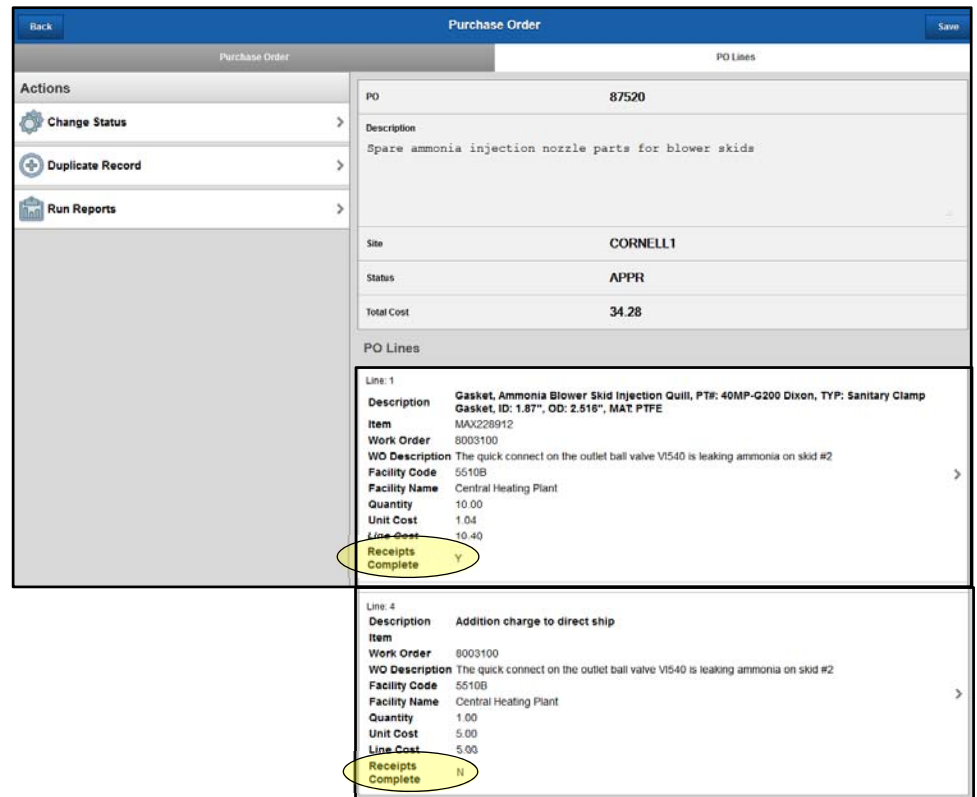 Back
Purchase Order
Save
Purchase Order
PO Lines
Actions
Change Status
Duplicate Record
Run Reports
PO 87520
Description
Spare ammonia injection nozzle parts for blower skids
Site CORNELL1
Status APPR
Total Cost 34.28
PO Lines
Line: 1
Description Gasket, Ammonia Blower Skid Injection Quill, PT#: 40MP-G200 Dixon, TYP: Sanitary Clamp
Gasket, ID: 1.87", OD: 2.516", MAT: PTFE
Item MAX228912
Work Order 8003100
WO Description The quick connect on the outlet ball valve VI540 is leaking ammonia on skid #2
Facility Code 5510B
Facility Name Central Heating Plant
Quantity 10.00
Unit Cost 1.04
Line Cost 10.40
Receipts
Complete Y
Line: 4
Description Addition charge to direct ship
Item
Work Order 8003100
WO Description The quick connect on the outlet ball valve VI540 is leaking ammonia on skid #2
Facility Code 5510B
Facility Name Central Heating Plant
Quantity 1.00
Unit Cost 5.00
Line Cost 5.00
Receipts
Complete N